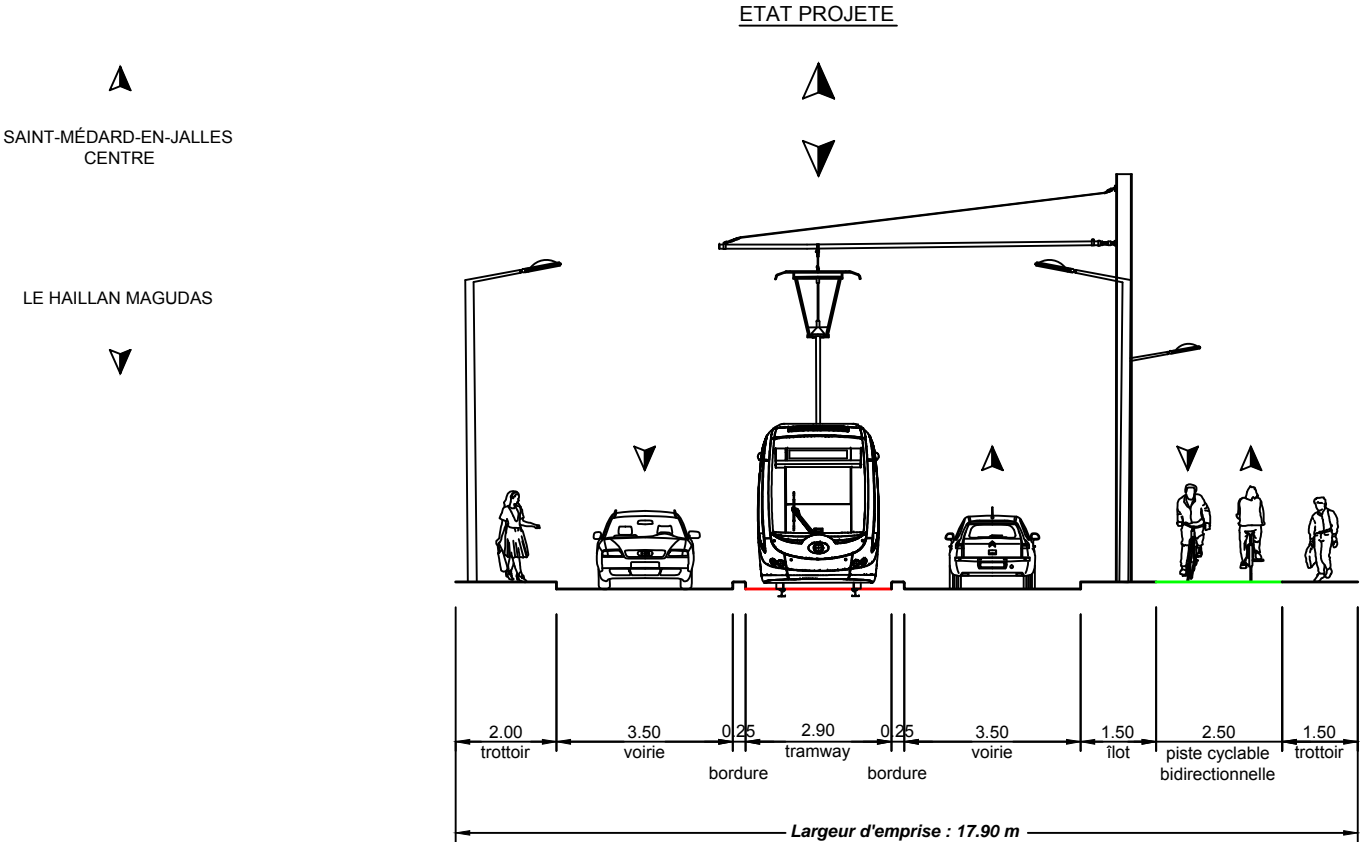 ETAT PROJETE
SAINT-MÉDARD-EN-JALLES
CENTRE
LE HAILLAN MAGUDAS
2.00
trottoir
3.50
voirie
0.25
bordure
2.90
tramway
0.25
bordure
3.50
voirie
1.50
îlot
2.50
piste cyclable
bidirectionnelle
1.50
trottoir
Largeur d'emprise : 17.90 m